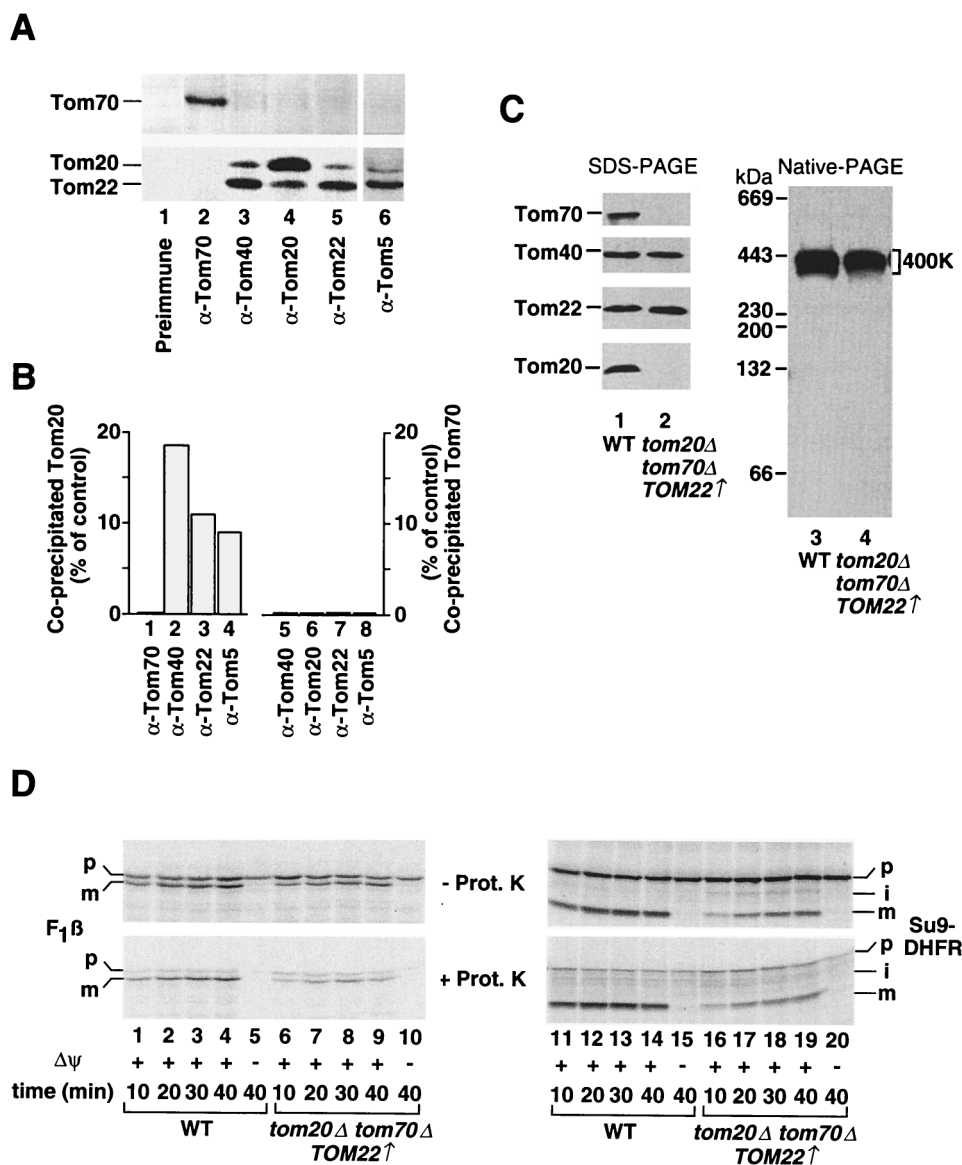 A
Tom70
Tom20
Tom22
1 2 3 4 5 6
Preimmune
α-Tom70
α-Tom40
α-Tom20
α-Tom22
α-Tom5
B
Co-precipitated Tom20
(% of control)
20
10
0
20
10
0
(% of control)
Co-precipitated Tom70
1 2 3 4 5 6 7 8
α-Tom70
α-Tom40
α-Tom22
α-Tom5
α-Tom40
α-Tom20
α-Tom22
α-Tom5
C
SDS-PAGE
Tom70
Tom40
Tom22
Tom20
1 2
WT tom20Δ
tom70Δ
TOM22↑
kDa Native-PAGE
669
443
400K
230
200
132
66
3 4
WT tom20Δ
tom70Δ
TOM22↑
D
p
m
- Prot. K
F1ß
p
m
+ Prot. K
p
i
m
Su9-
DHFR
p
i
m
1 2 3 4 5 6 7 8 9 10 11 12 13 14 15 16 17 18 19 20
Δψ + + + + - + + + + - + + + + - + + + + -
time (min) 10 20 30 40 40 10 20 30 40 40 10 20 30 40 40 10 20 30 40 40
WT tom20Δ tom70Δ WT tom20Δ tom70Δ
TOM22↑ TOM22↑